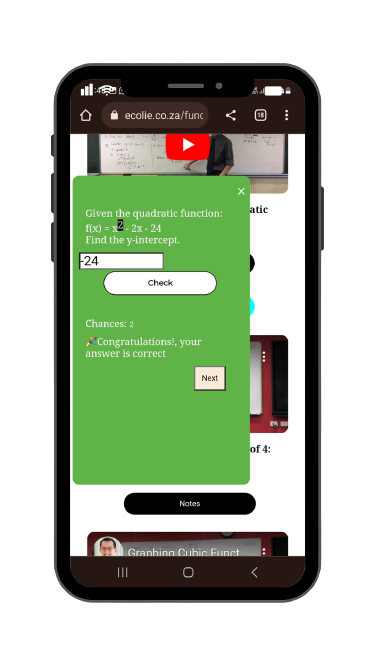 ecolie.co.za/func
18
atic
×
Given the quadratic function:
f(x) = x2 - 2x - 24
Find the y-intercept.
-24
Check
Chances: 2
🎉Congratulations!, your
answer is correct
Next
of 4:
Notes
Graphing Cubic Funct